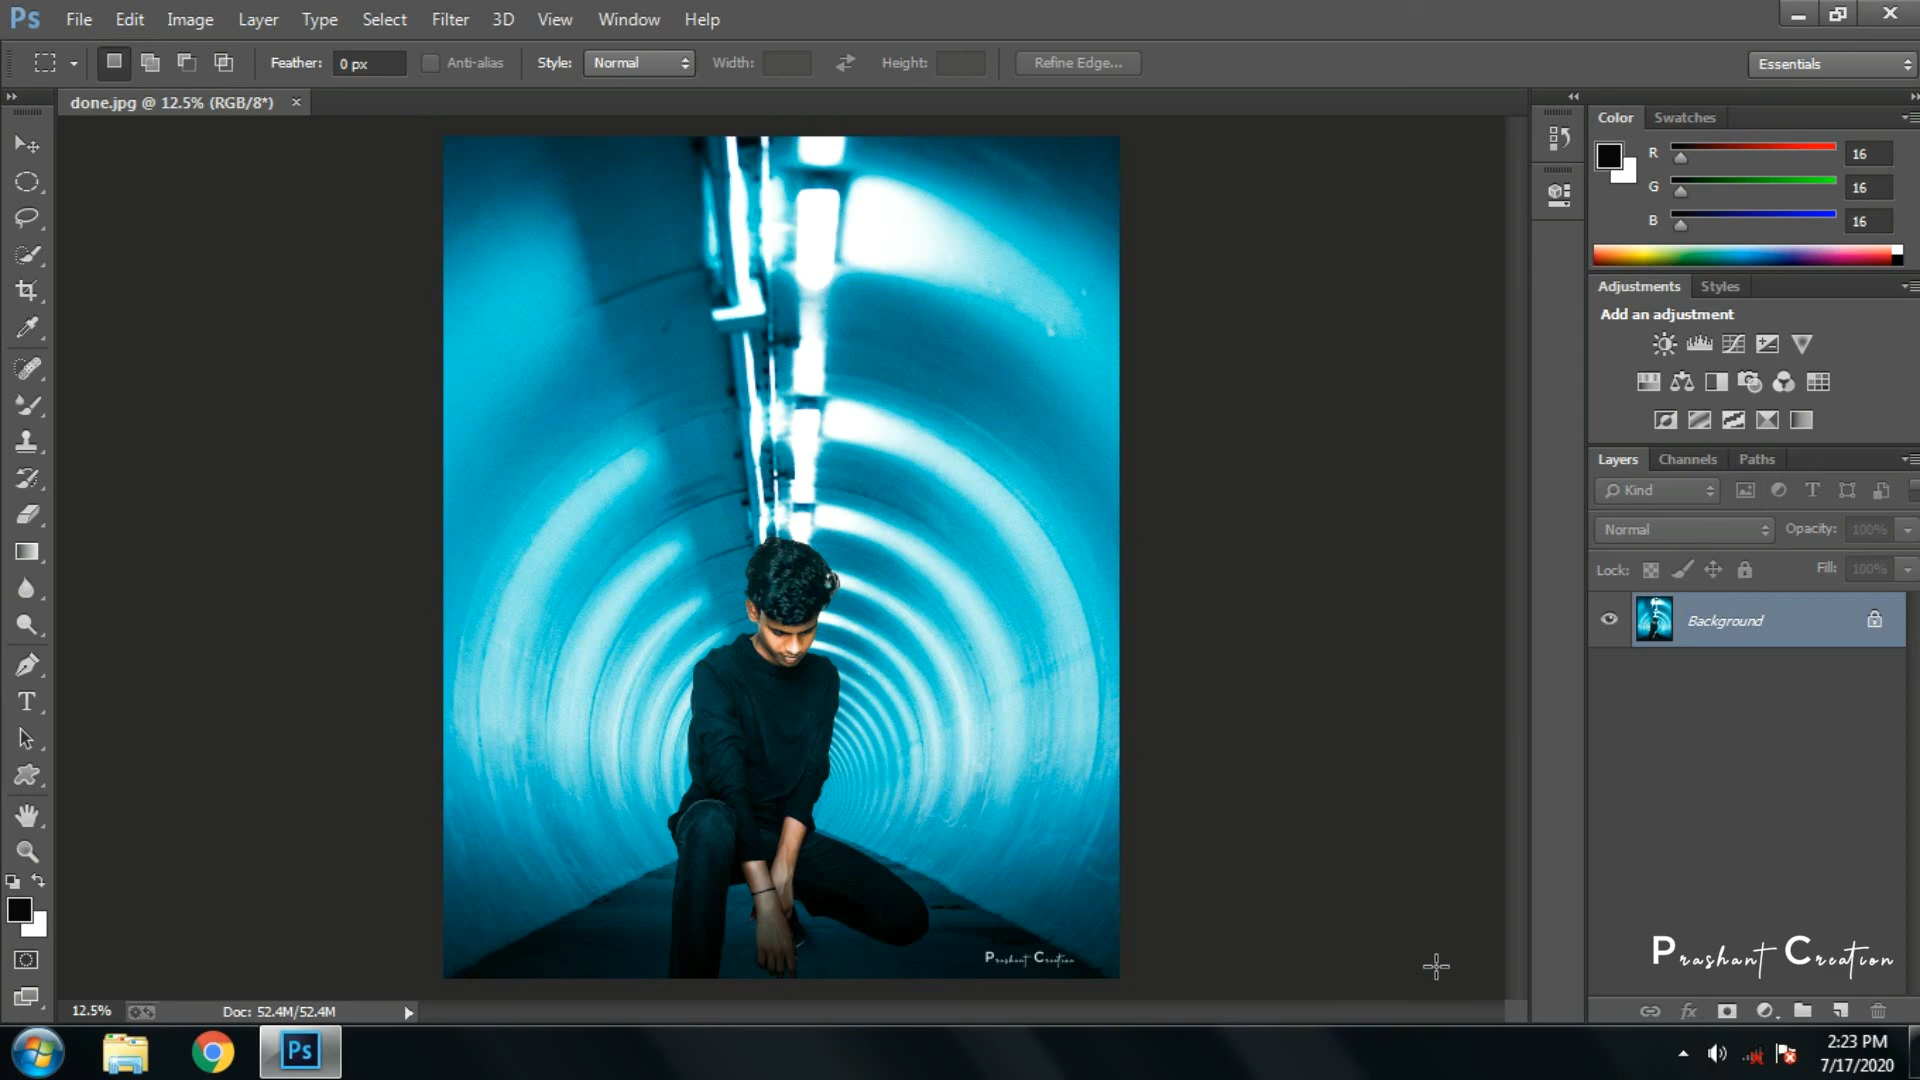 Ps File Edit Image Layer Type Select Filter 3D View Window Help
Feather: 0 px Anti-alias Style: Normal Width: Height: Refine Edge... Essentials
done.jpg @ 12.5% (RGB/8*) ×
Color Swatches
R 16
G 16
B 16
Adjustments Styles
Add an adjustment
Layers Channels Paths
Kind
Normal Opacity: 100%
Lock: Fill: 100%
Background
Prashant Creation
Prashant Creation
12.5% Doc: 52.4M/52.4M
fx
Ps
2:23 PM
7/17/2020